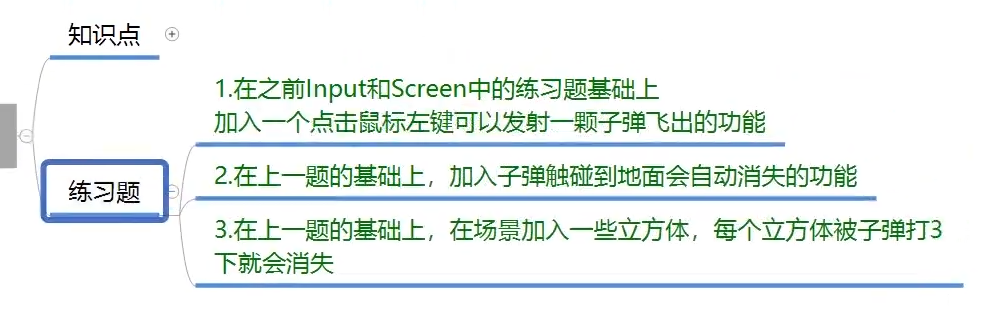 知识点
1.在之前Input和Screen中的练习题基础上
加入一个点击鼠标左键可以发射一颗子弹飞出的功能
练习题
2.在上一题的基础上，加入子弹触碰到地面会自动消失的功能
3.在上一题的基础上，在场景加入一些立方体，每个立方体被子弹打3
下就会消失